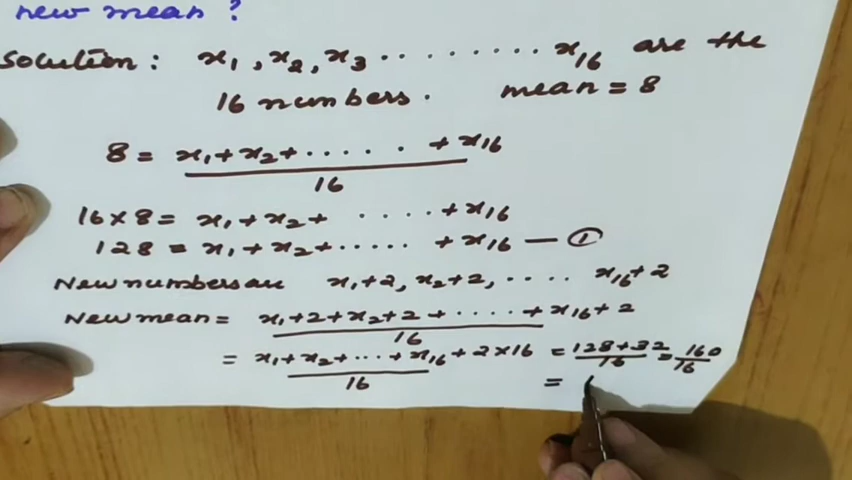 new mean?
Solution: x₁, x₂, x₃ ......... x₁₆ are the
16 numbers. mean = 8
8 = x₁+x₂+...... +x₁₆
16
16×8 = x₁+x₂+ ..... +x₁₆
128 = x₁+x₂+..... +x₁₆ — ①
New numbers are x₁+2, x₂+2, ..... x₁₆+2
New mean = x₁+2+x₂+2+.....+x₁₆+2
16
= x₁+x₂+...+x₁₆+2×16 = 128+32 = 160
16 16 16
=